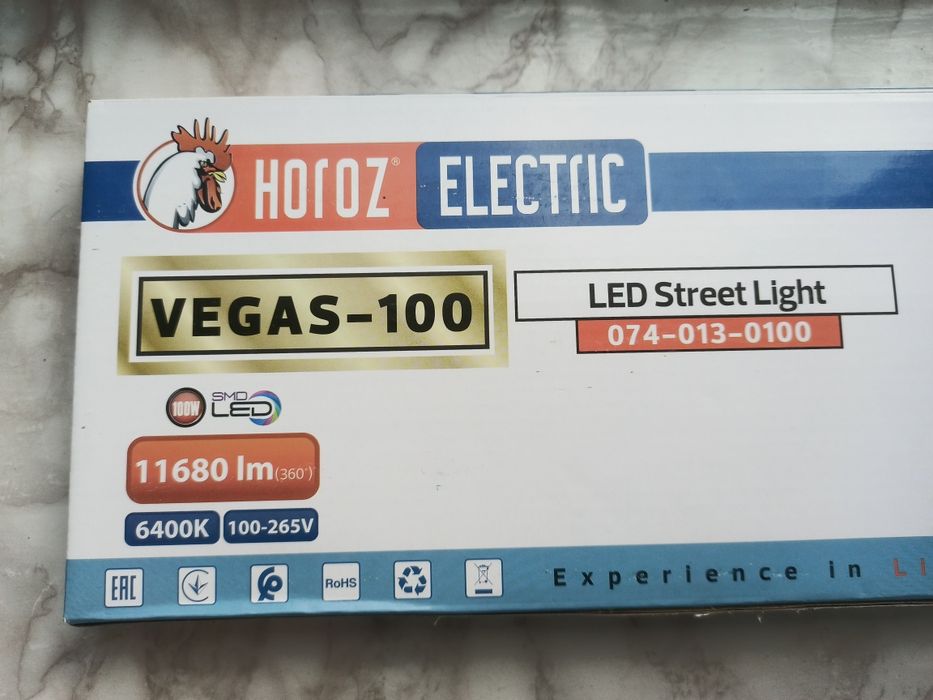 HOROZ® ELECTRIC
VEGAS-100
LED Street Light
074-013-0100
100W SMD LED
11680 lm(360°)
6400K 100-265V
EAC RoHS
Experience in Li